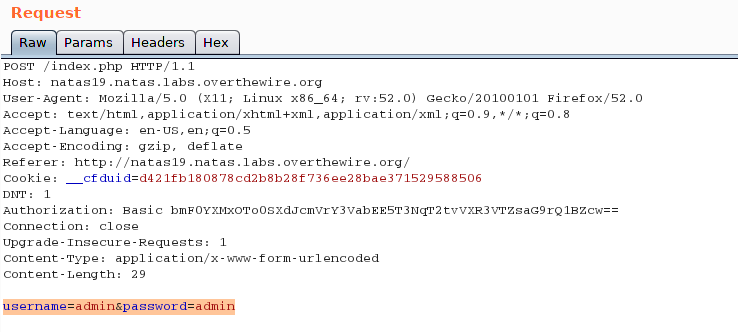 Request
Raw Params Headers Hex
POST /index.php HTTP/1.1
Host: natas19.natas.labs.overthewire.org
User-Agent: Mozilla/5.0 (X11; Linux x86_64; rv:52.0) Gecko/20100101 Firefox/52.0
Accept: text/html,application/xhtml+xml,application/xml;q=0.9,*/*;q=0.8
Accept-Language: en-US,en;q=0.5
Accept-Encoding: gzip, deflate
Referer: http://natas19.natas.labs.overthewire.org/
Cookie: __cfduid=d421fb180878cd2b8b28f736ee28bae371529588506
DNT: 1
Authorization: Basic bmF0YXMxOTo0SXdJcmVrY3VabEE5T3NqT2tvVXR3VTZsaG9rQ1BZcw==
Connection: close
Upgrade-Insecure-Requests: 1
Content-Type: application/x-www-form-urlencoded
Content-Length: 29
username=admin&password=admin